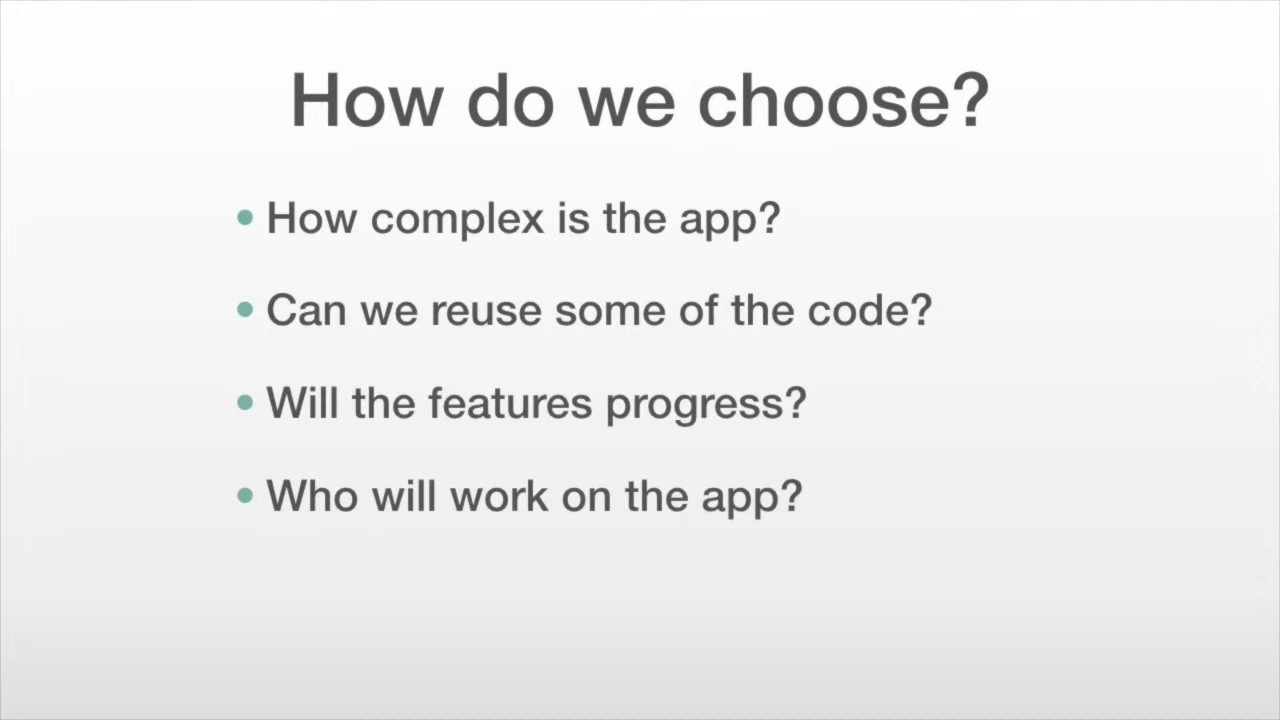 How do we choose?
• How complex is the app?
• Can we reuse some of the code?
• Will the features progress?
• Who will work on the app?